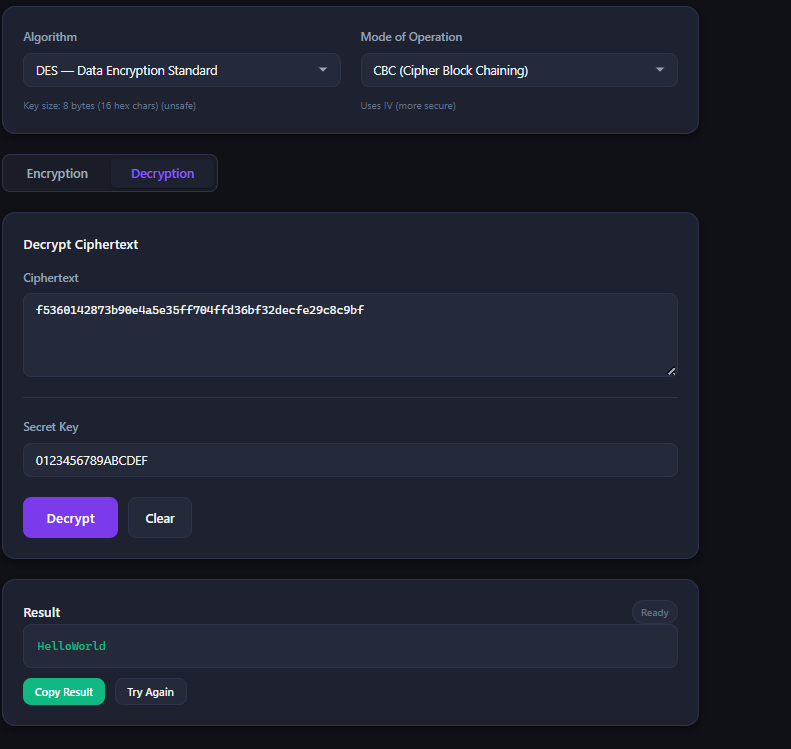 Algorithm
Mode of Operation
DES — Data Encryption Standard
CBC (Cipher Block Chaining)
Key size: 8 bytes (16 hex chars) (unsafe)
Uses IV (more secure)
Encryption
Decryption
Decrypt Ciphertext
Ciphertext
f5360142873b90e4a5e35ff704ffd36bf32decfe29c8c9bf
Secret Key
0123456789ABCDEF
Decrypt
Clear
Result
Ready
HelloWorld
Copy Result
Try Again